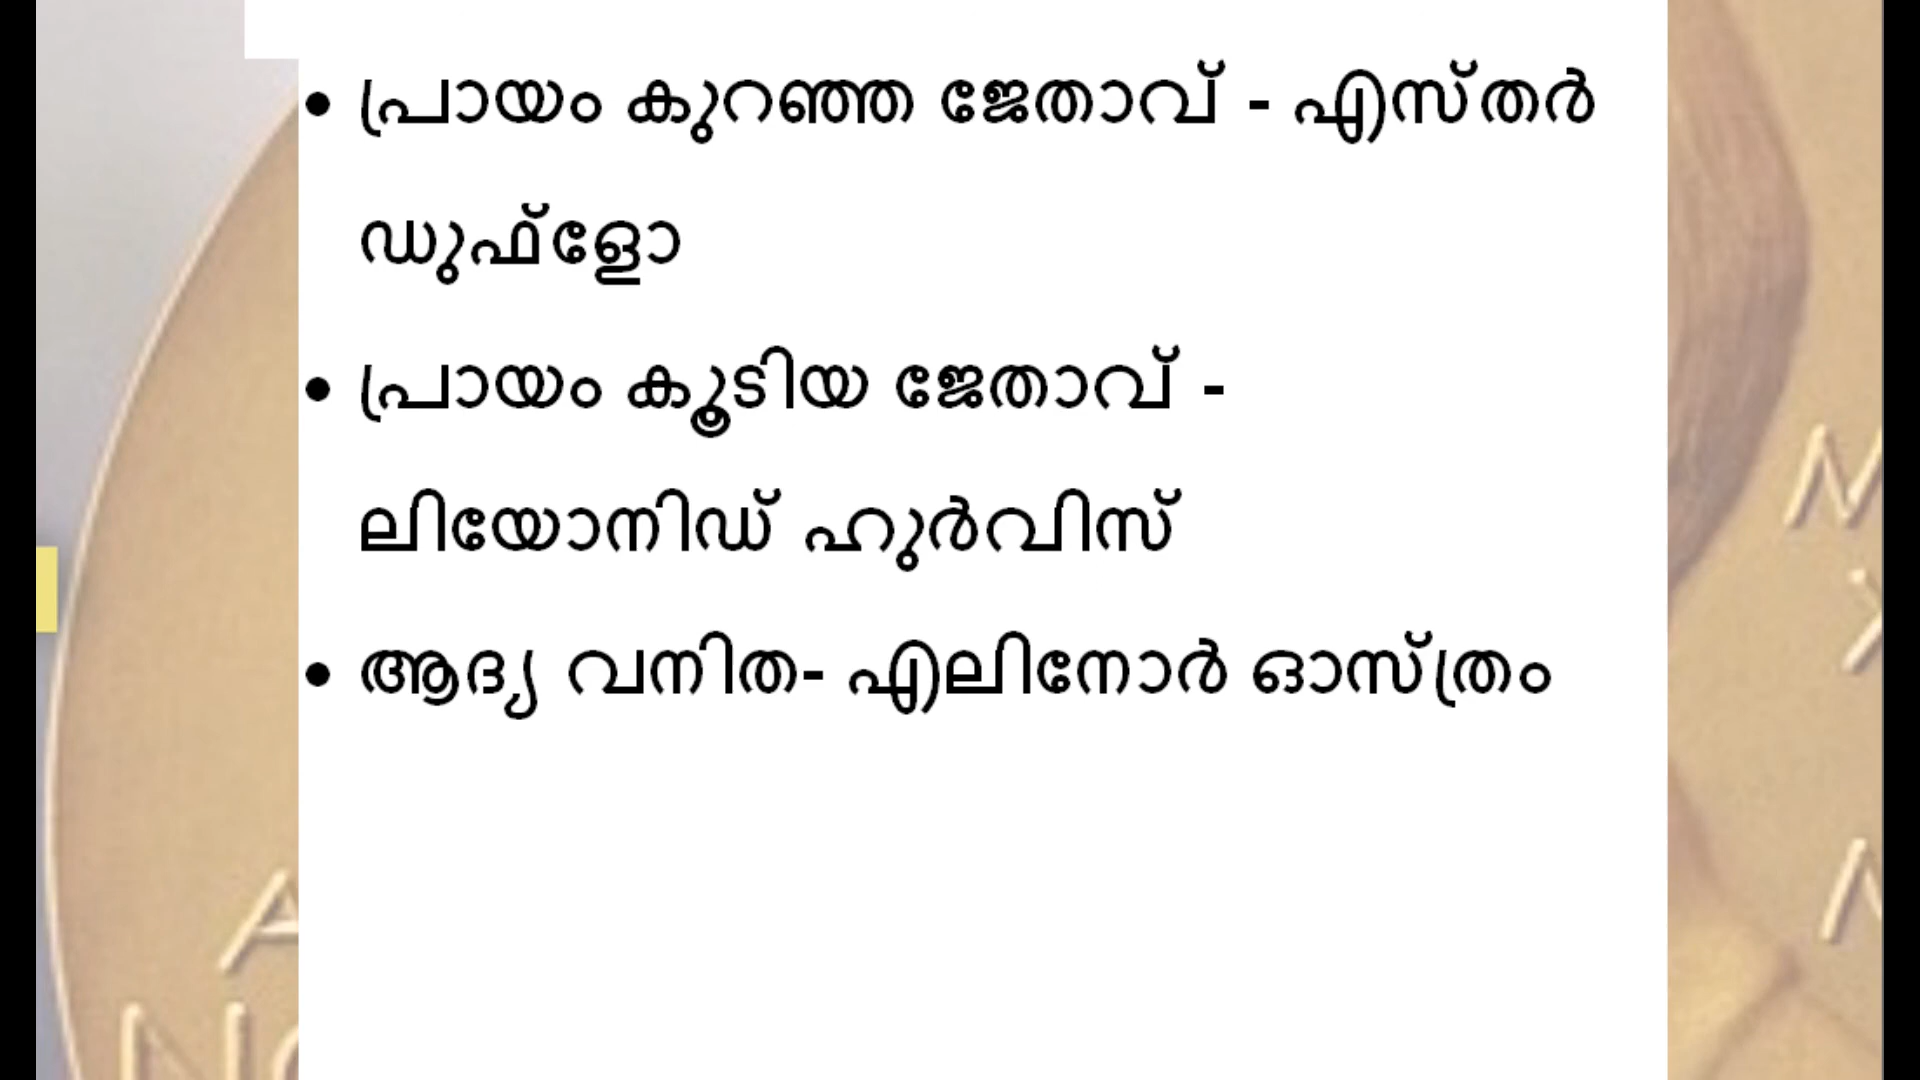 • പ്രായം കുറഞ്ഞ ജേതാവ് - എസ്തർ
ഡുഫ്ളോ
• പ്രായം കൂടിയ ജേതാവ് -
ലിയോനിഡ് ഹുർവിസ്
• ആദ്യ വനിത- എലിനോർ ഓസ്ത്രം